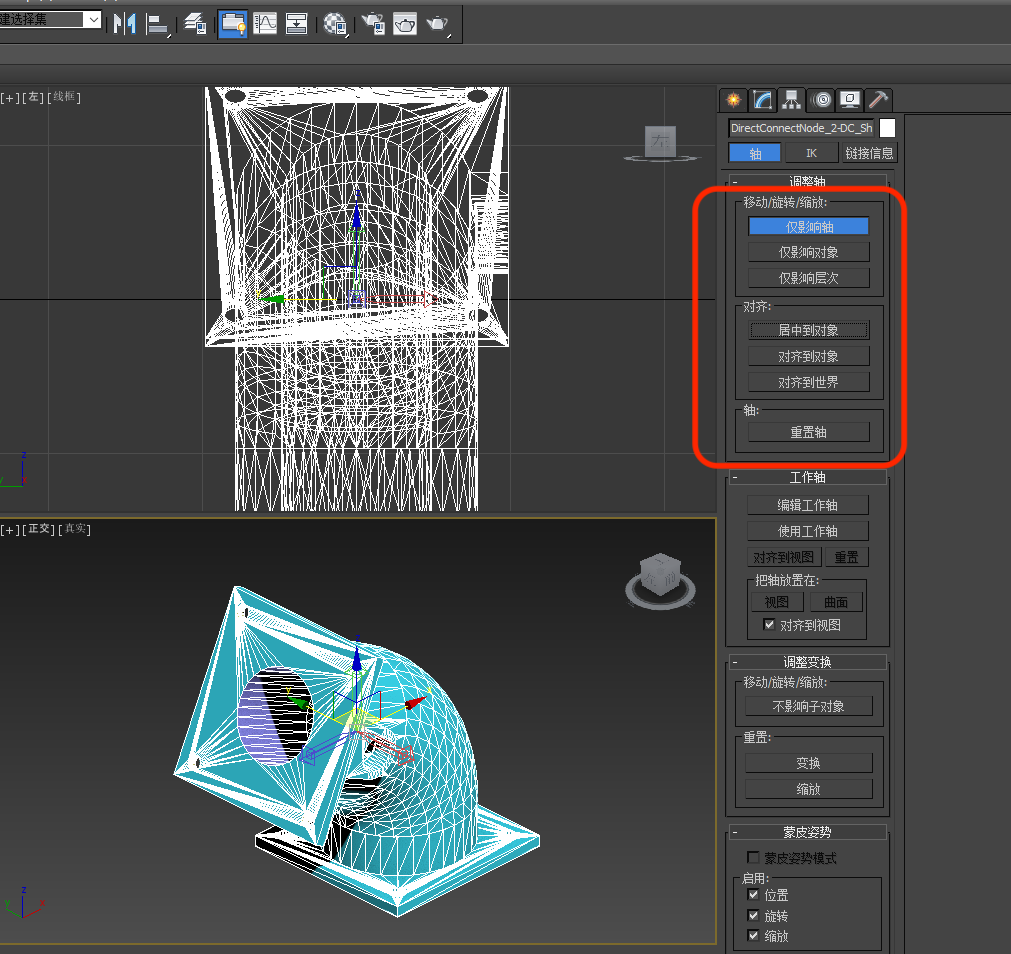 建选择集
[+][左][线框]
左
z
y
DirectConnectNode_2-DC_Sh
轴 IK 链接信息
- 调整轴
移动/旋转/缩放:
仅影响轴
仅影响对象
仅影响层次
对齐:
居中到对象
对齐到对象
对齐到世界
轴:
重置轴
- 工作轴
编辑工作轴
使用工作轴
对齐到视图 重置
把轴放置在:
视图 曲面
对齐到视图
- 调整变换
移动/旋转/缩放:
不影响子对象
重置:
变换
缩放
- 蒙皮姿势
蒙皮姿势模式
启用:
位置
旋转
缩放
[+][正交][真实]
z
y
x